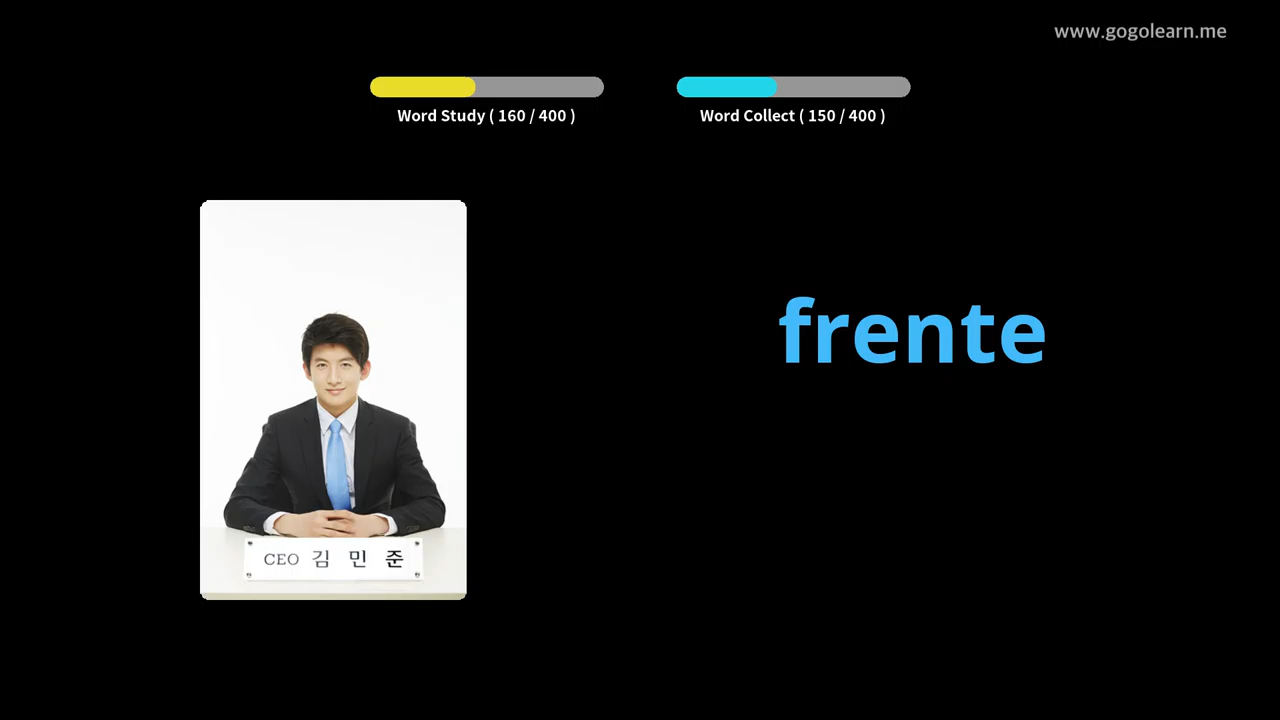 www.gogolearn.me
Word Study ( 160 / 400 )
Word Collect ( 150 / 400 )
frente
CEO 김 민 준